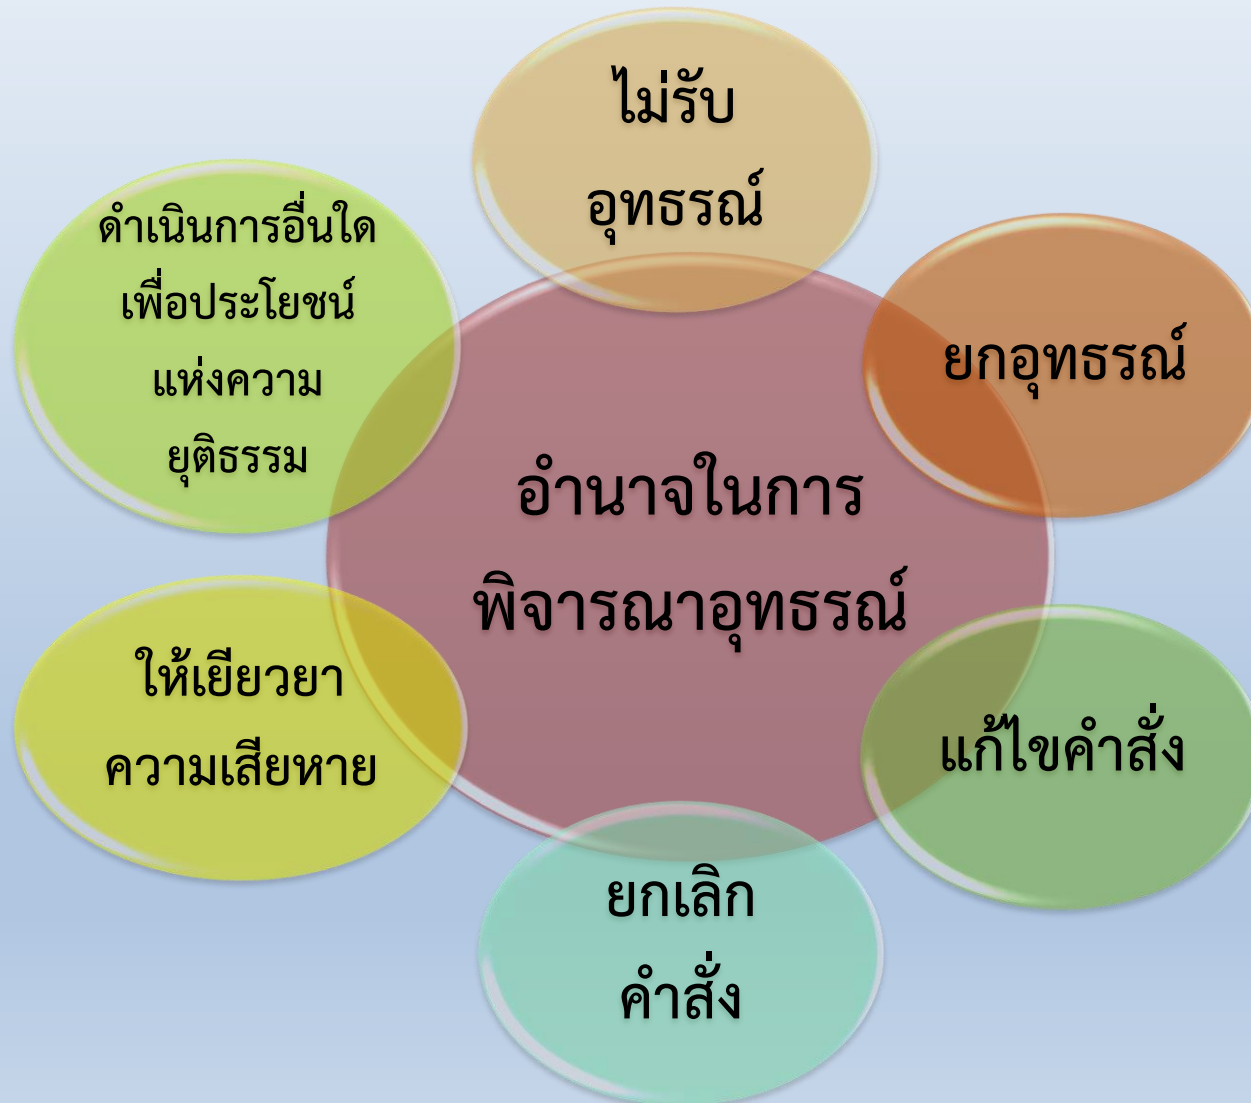 ไม่รับ
อุทธรณ์
ยกอุทธรณ์
แก้ไขคำสั่ง
ยกเลิก
คำสั่ง
ให้เยียวยา
ความเสียหาย
ดำเนินการอื่นใด
เพื่อประโยชน์
แห่งความ
ยุติธรรม
อำนาจในการ
พิจารณาอุทธรณ์